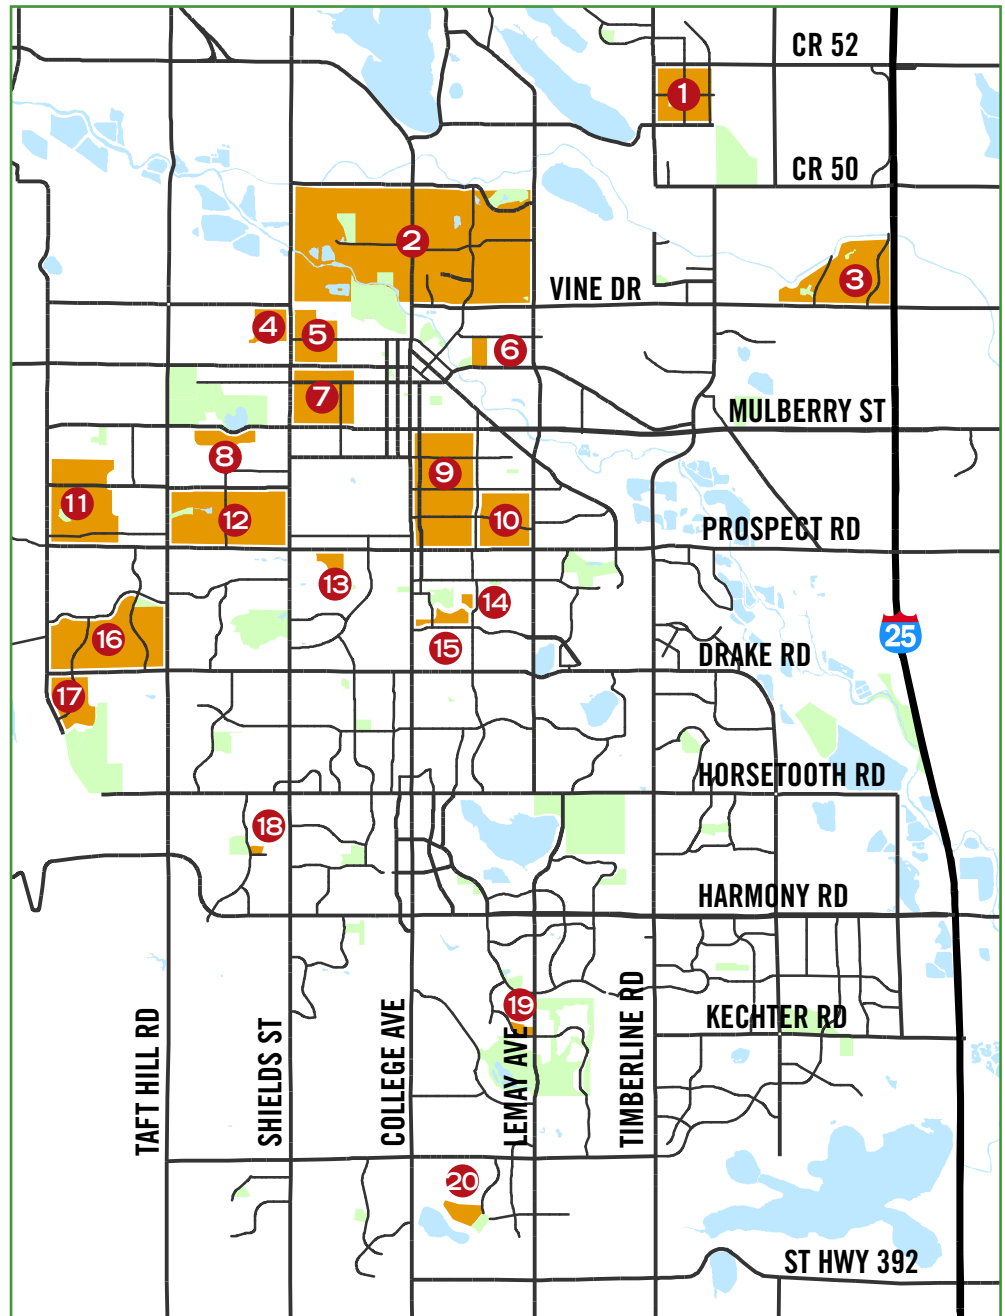 CR 52
1
CR 50
2
3
VINE DR
4
5
6
7
MULBERRY ST
8
9
11
12
10
PROSPECT RD
13
14
16
15
25
DRAKE RD
17
HORSETOOTH RD
18
HARMONY RD
19
KECHTER RD
TAFT HILL RD
SHIELDS ST
COLLEGE AVE
LEMAY AVE
TIMBERLINE RD
20
ST HWY 392